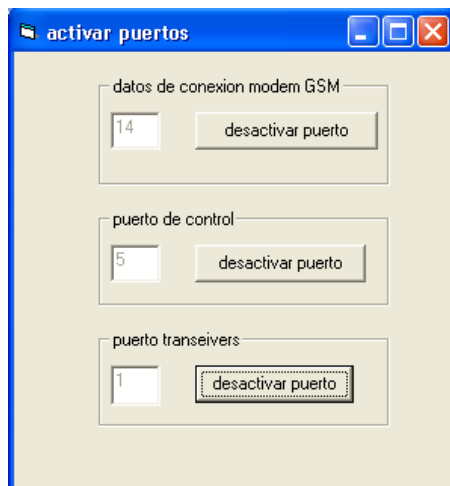 activar puertos
datos de conexion modem GSM
14
desactivar puerto
puerto de control
5
desactivar puerto
puerto transeivers
1
desactivar puerto